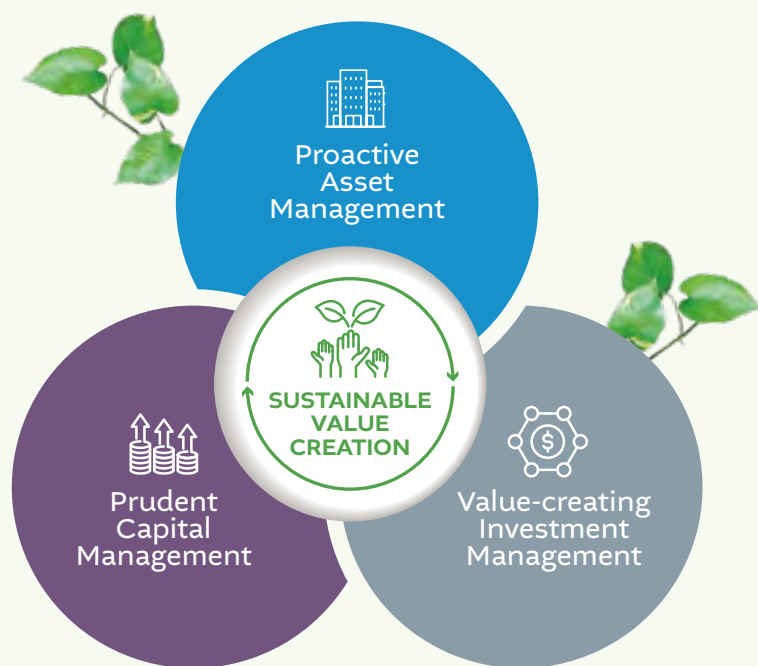 Proactive
Asset
Management
SUSTAINABLE
VALUE
CREATION
Prudent
Capital
Management
$
Value-creating
Investment
Management